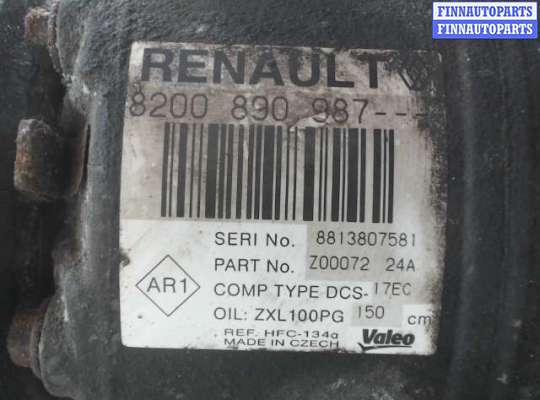 FINNAUTOPARTS
FINNAUTOPARTS
RENAULT
8200 890 987---
SERI No. 8813807581
PART No. Z00072 24A
AR1
COMP TYPE DCS-17EC
OIL: ZXL100PG 150 cm
REF. HFC-134a
MADE IN CZECH
Valeo